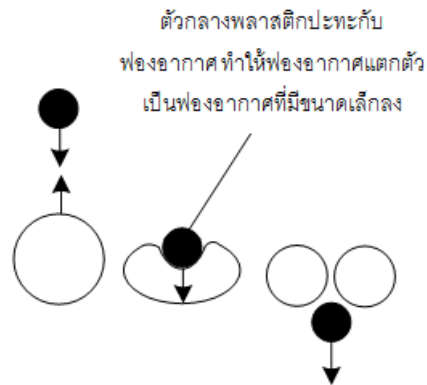 ตัวกลางพลาสติกปะทะกับ
ฟองอากาศ ทำให้ฟองอากาศแตกตัว
เป็นฟองอากาศที่มีขนาดเล็กลง